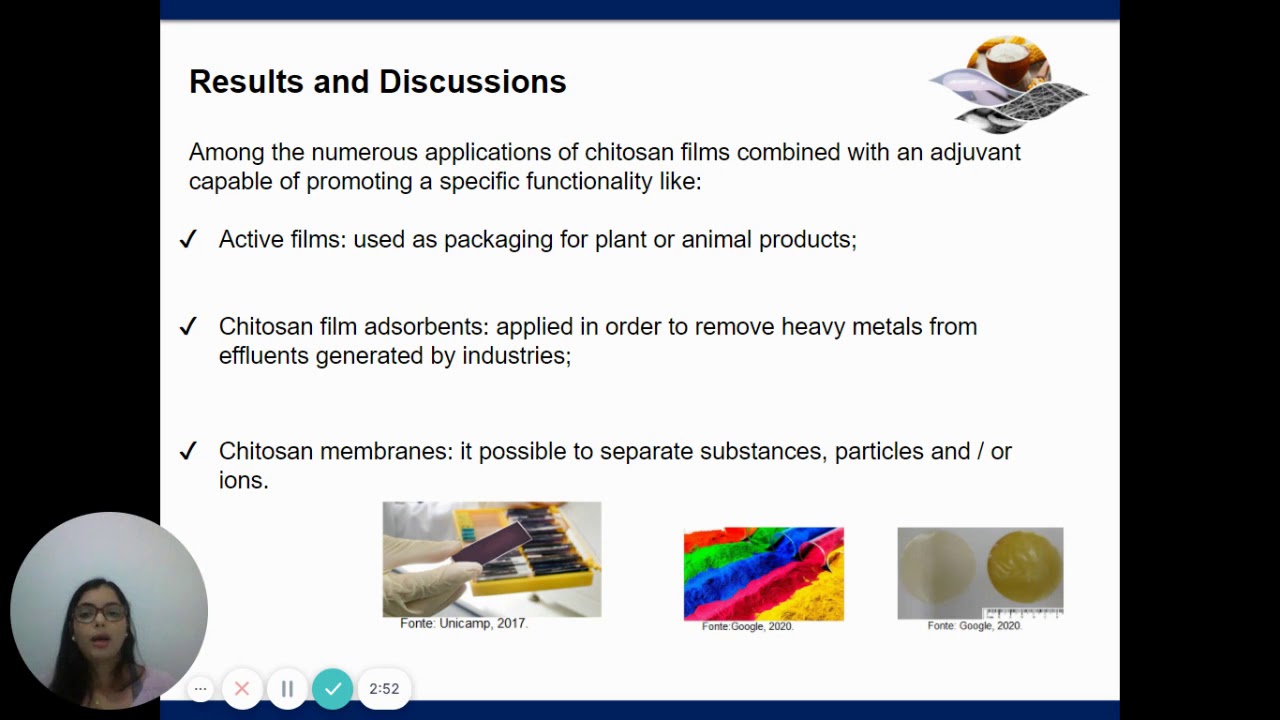 Results and Discussions
Among the numerous applications of chitosan films combined with an adjuvant
capable of promoting a specific functionality like:
✓ Active films: used as packaging for plant or animal products;
✓ Chitosan film adsorbents: applied in order to remove heavy metals from
effluents generated by industries;
✓ Chitosan membranes: it possible to separate substances, particles and / or
ions.
Fonte: Unicamp, 2017.
Fonte:Google, 2020.
Fonte: Google, 2020.
2:52